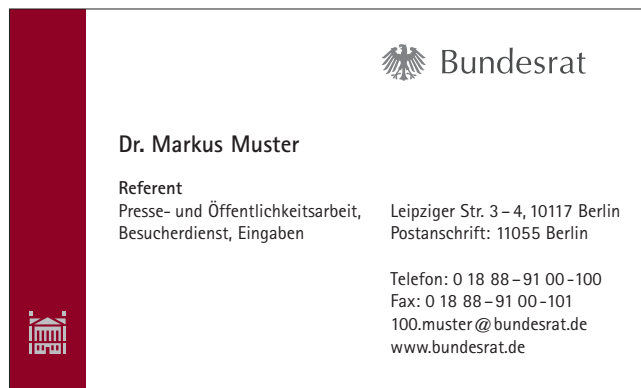 Bundesrat
Dr. Markus Muster
Referent
Presse- und Öffentlichkeitsarbeit,
Besucherdienst, Eingaben
Leipziger Str. 3 – 4, 10117 Berlin
Postanschrift: 11055 Berlin
Telefon: 0 18 88 – 91 00 -100
Fax: 0 18 88 – 91 00 -101
100.muster @ bundesrat.de
www.bundesrat.de